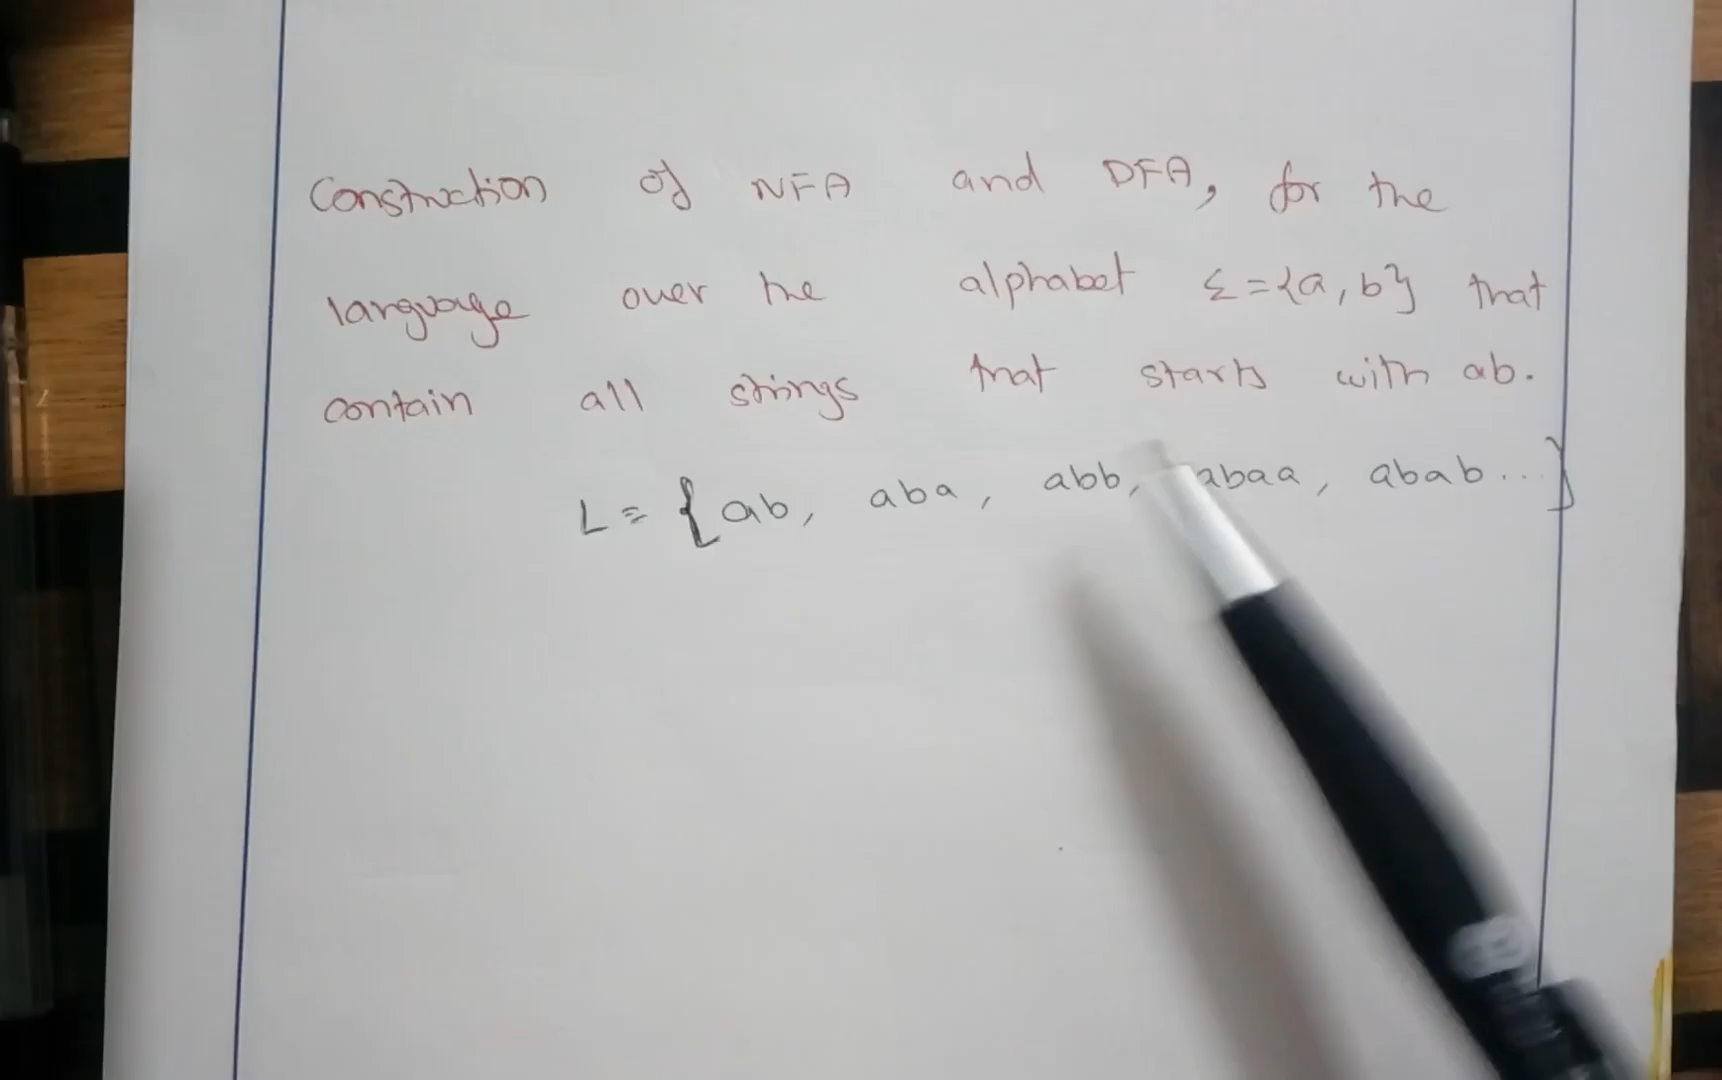 Construction of NFA and DFA, for the
language over the alphabet Σ={a,b} that
contain all strings that starts with ab.
L = {ab, aba, abb, abaa, abab...}